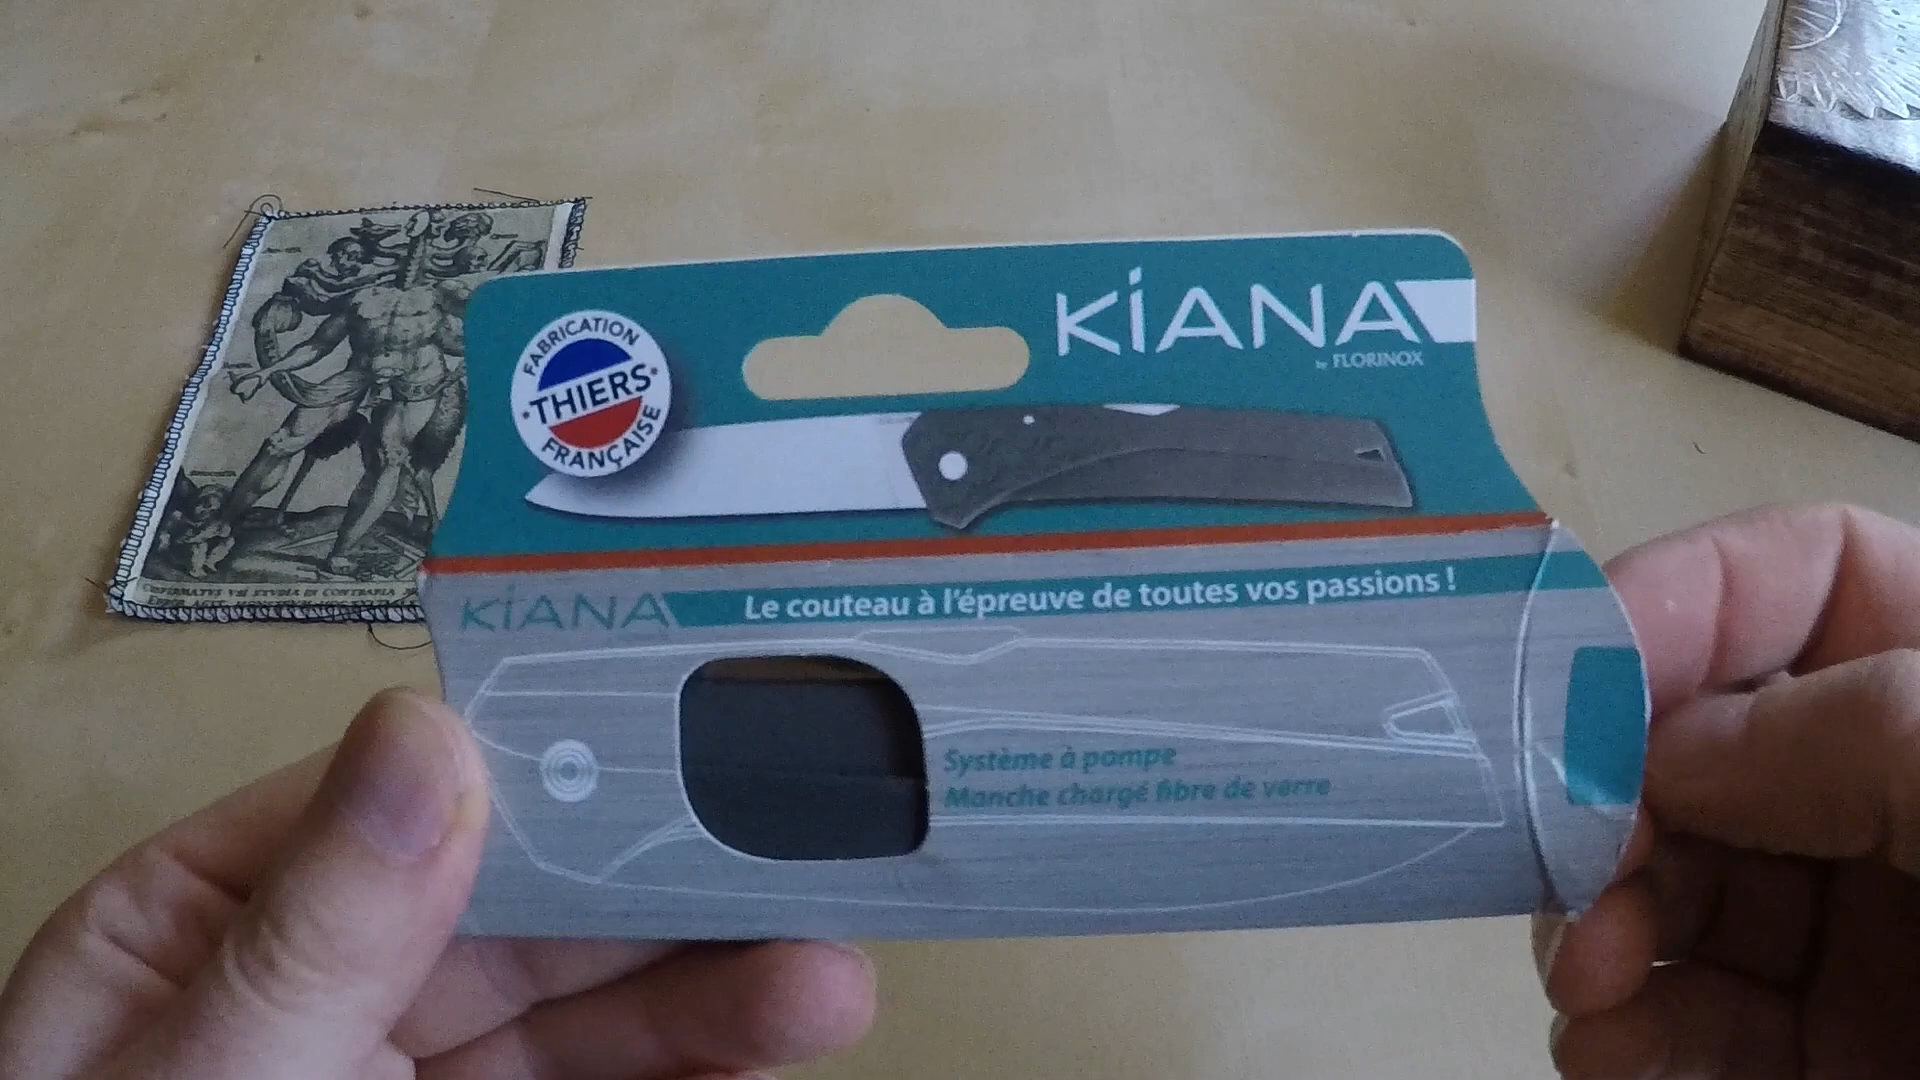 KiANA
by FLORINOX
FABRICATION
THIERS
FRANÇAISE
KiANA
Le couteau à l'épreuve de toutes vos passions !
Système à pompe
Manche chargé fibre de verre